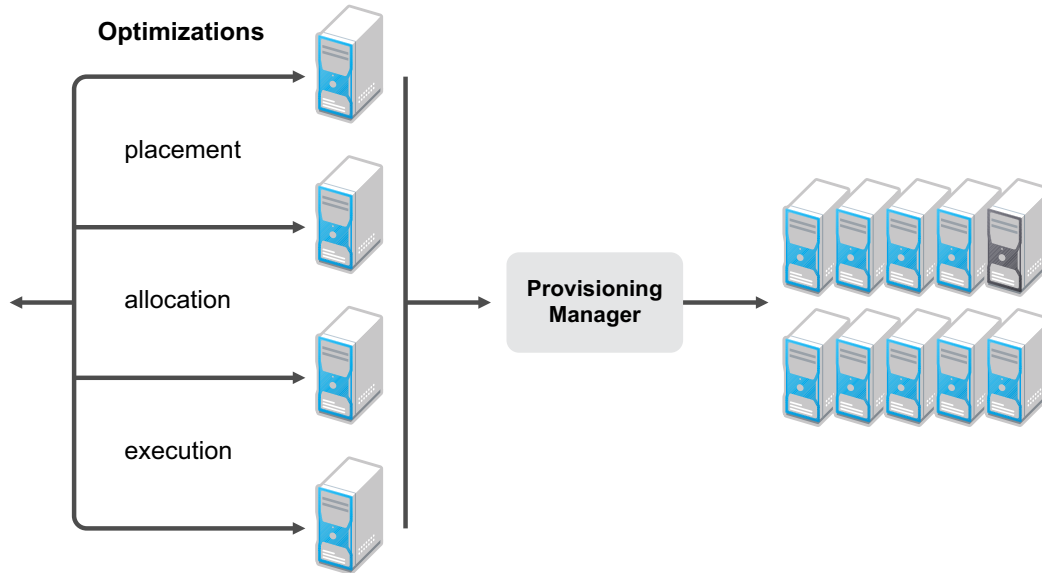 Optimizations
placement
allocation
execution
Provisioning
Manager